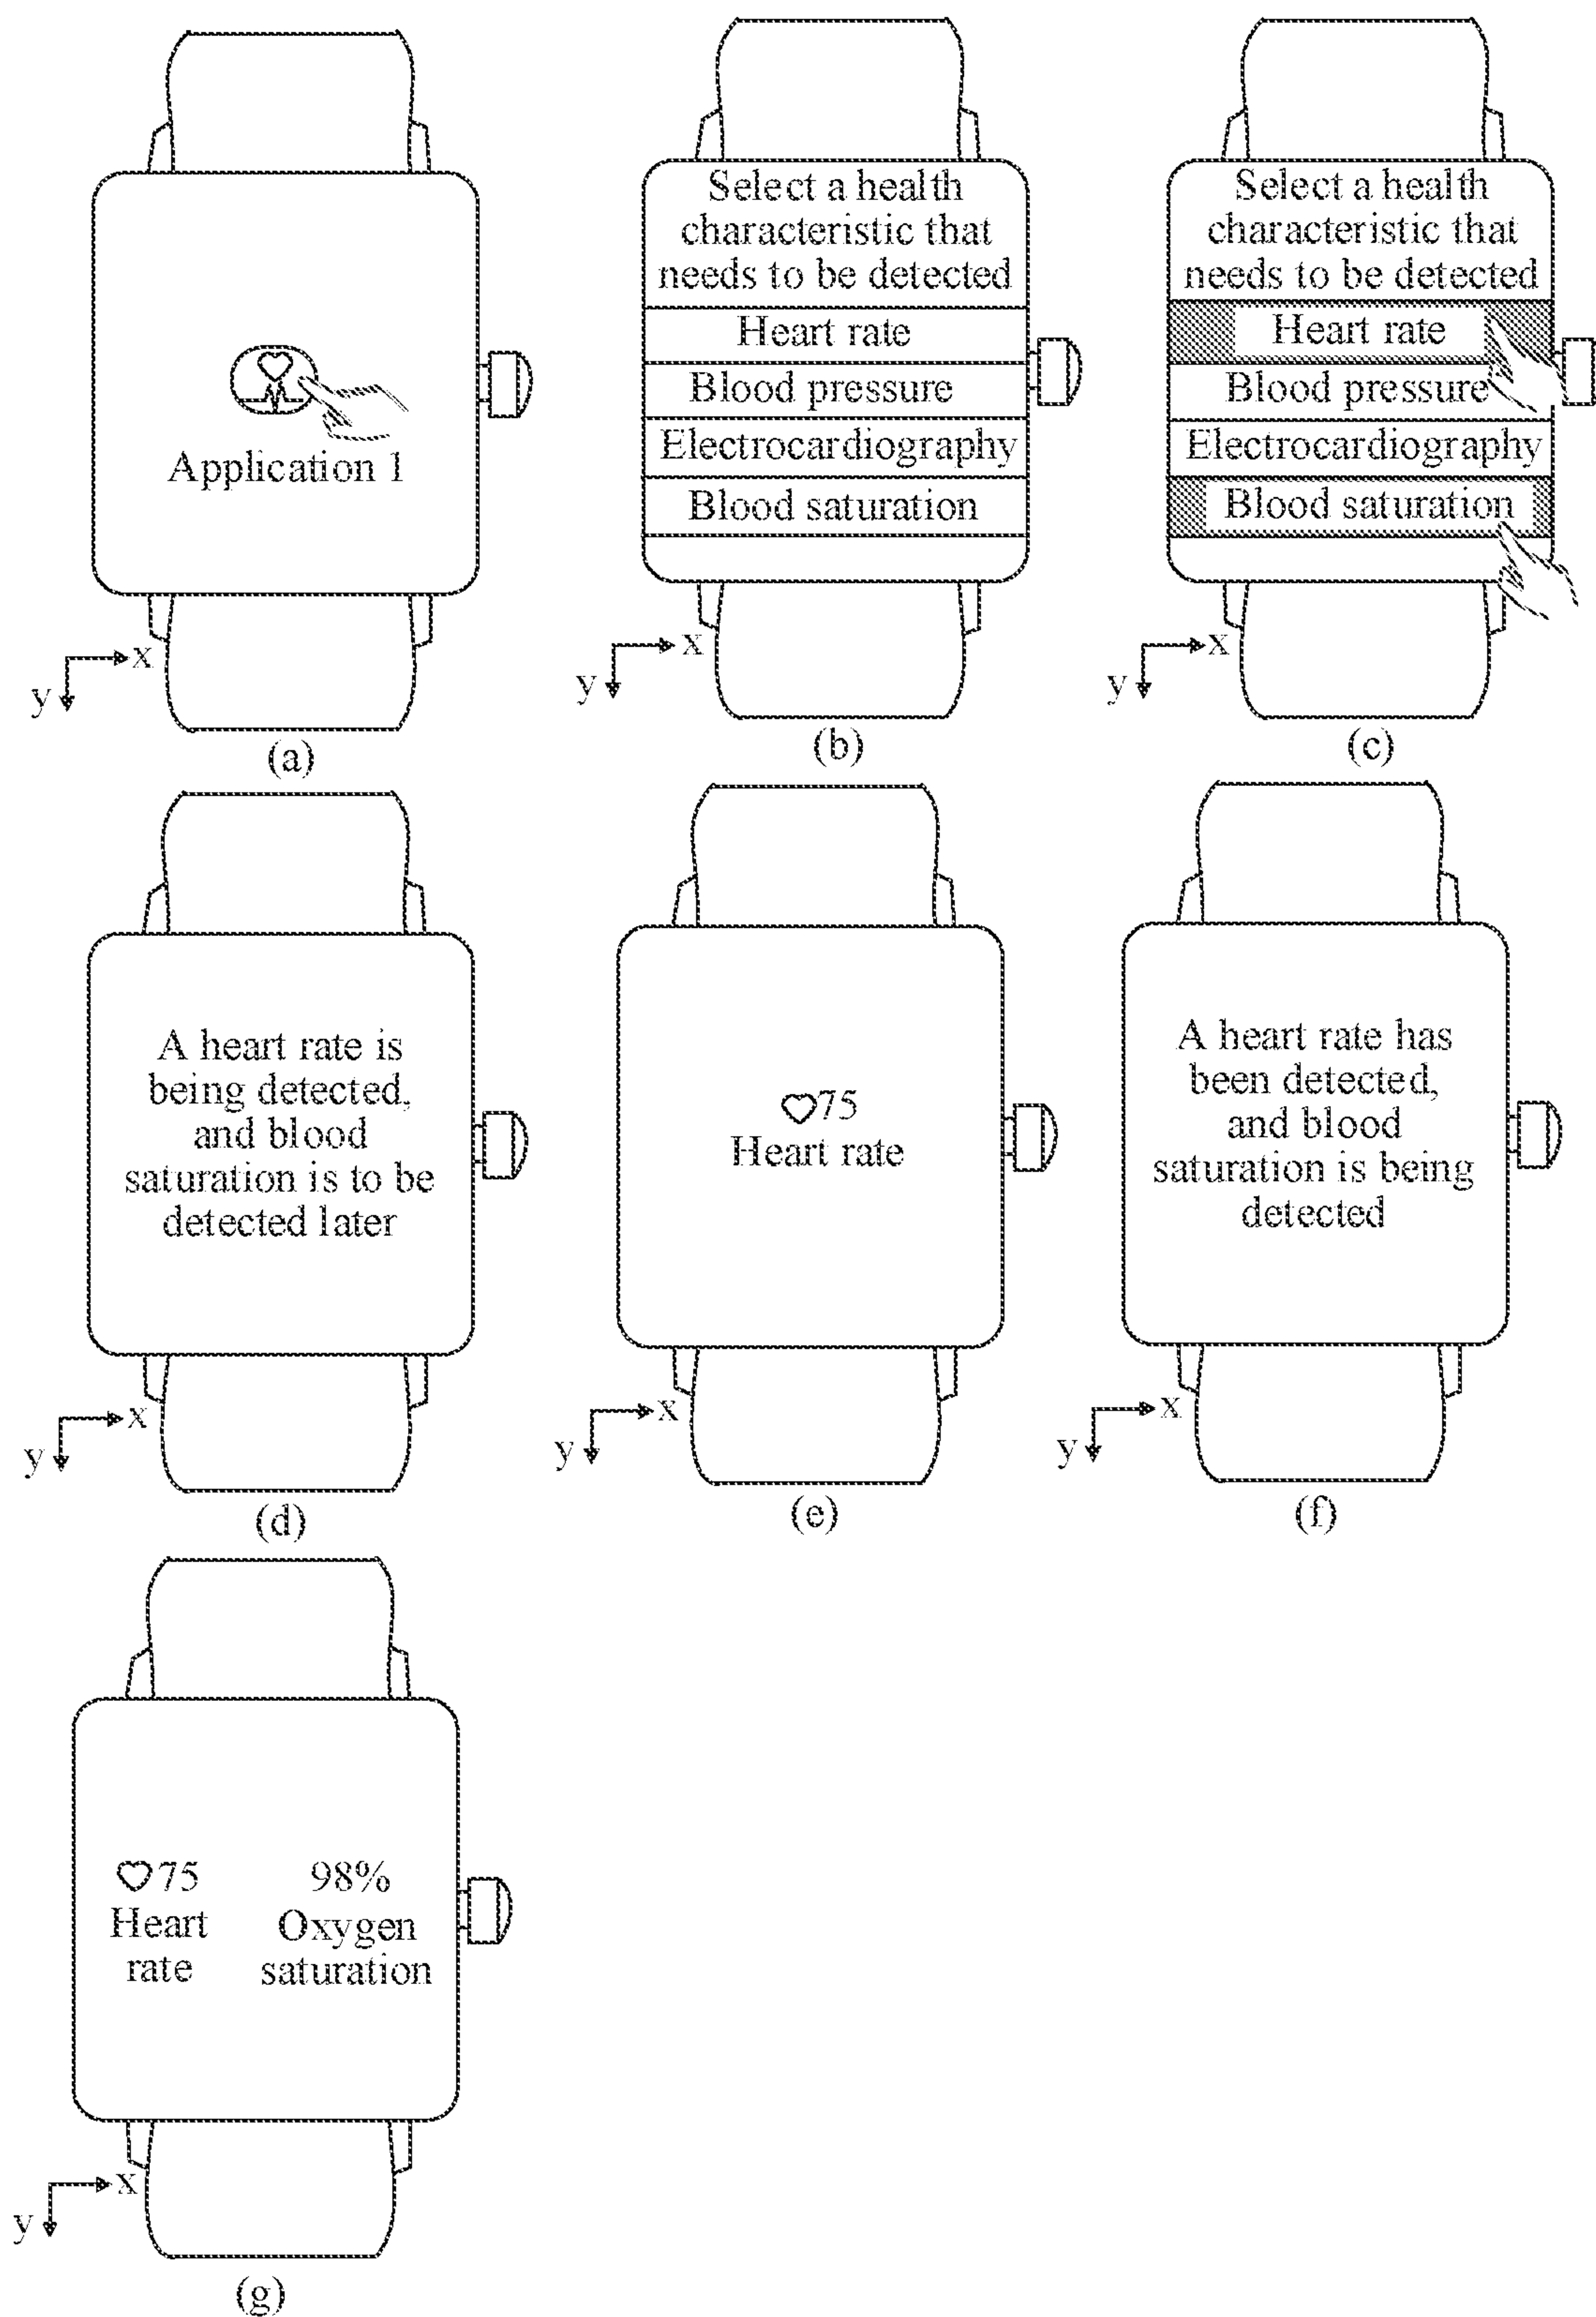 Application 1
x
y
(a)
Select a health
characteristic that
needs to be detected
Heart rate
Blood pressure
Electrocardiography
Blood saturation
x
y
(b)
Select a health
characteristic that
needs to be detected
Heart rate
Blood pressure
Electrocardiography
Blood saturation
x
y
(c)
A heart rate is
being detected,
and blood
saturation is to be
detected later
x
y
(d)
75
Heart rate
x
y
(e)
A heart rate has
been detected,
and blood
saturation is being
detected
x
y
(f)
75
Heart
rate
98%
Oxygen
saturation
x
y
(g)